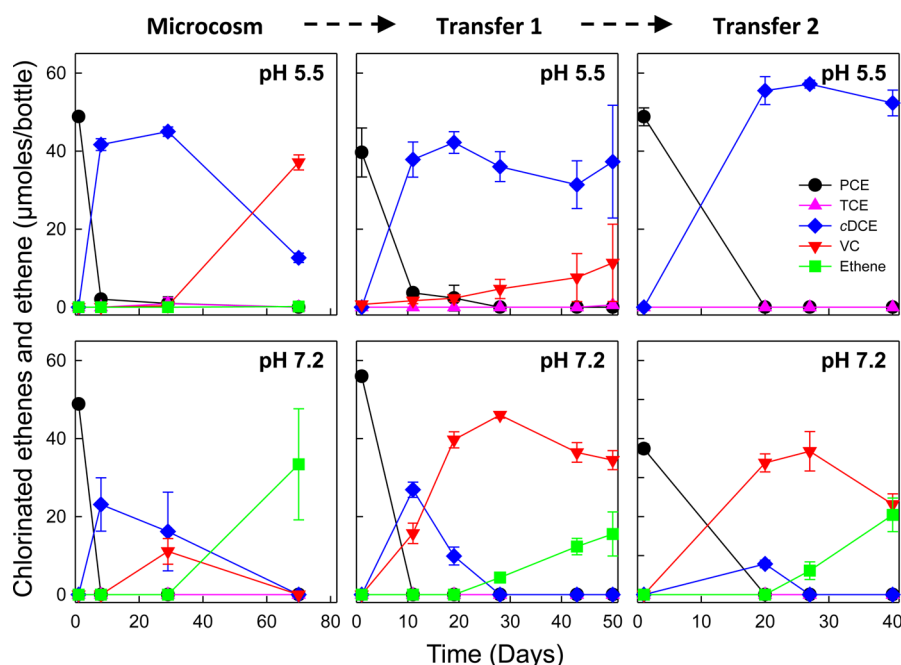 Microcosm Transfer 1 Transfer 2
Chlorinated ethenes and ethene (μmoles/bottle)
60
40
20
0
pH 5.5
pH 5.5
pH 5.5
PCE
TCE
cDCE
VC
Ethene
60
40
20
0
pH 7.2
pH 7.2
pH 7.2
0 20 40 60 80
0 10 20 30 40 50
0 10 20 30 40
Time (Days)